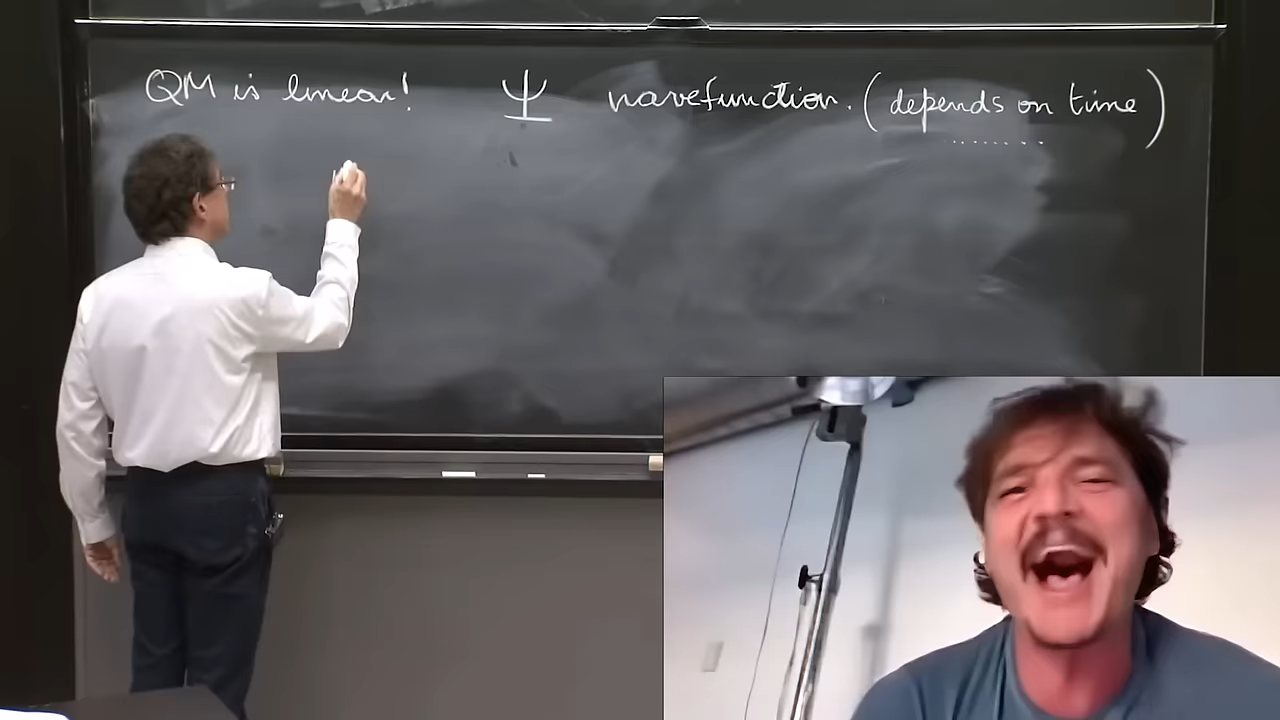 QM is linear! Ψ wavefunction. (depends on time)